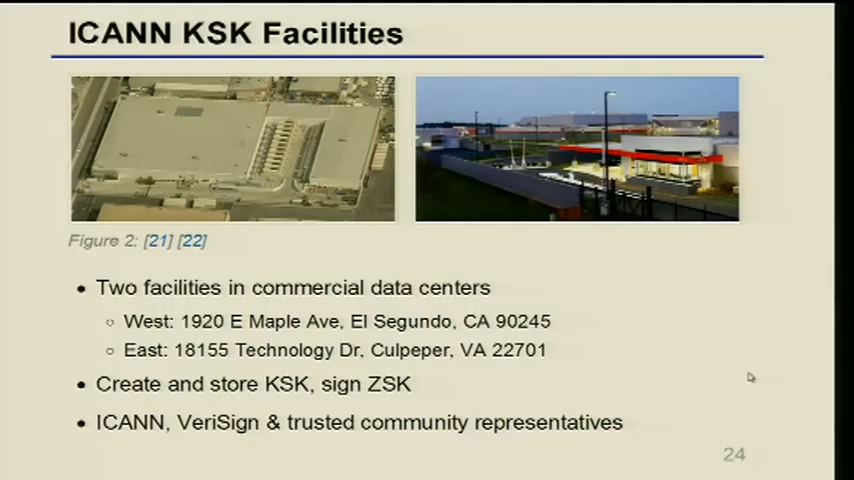 ICANN KSK Facilities
Figure 2: [21] [22]
• Two facilities in commercial data centers
○ West: 1920 E Maple Ave, El Segundo, CA 90245
○ East: 18155 Technology Dr, Culpeper, VA 22701
• Create and store KSK, sign ZSK
• ICANN, VeriSign & trusted community representatives
24